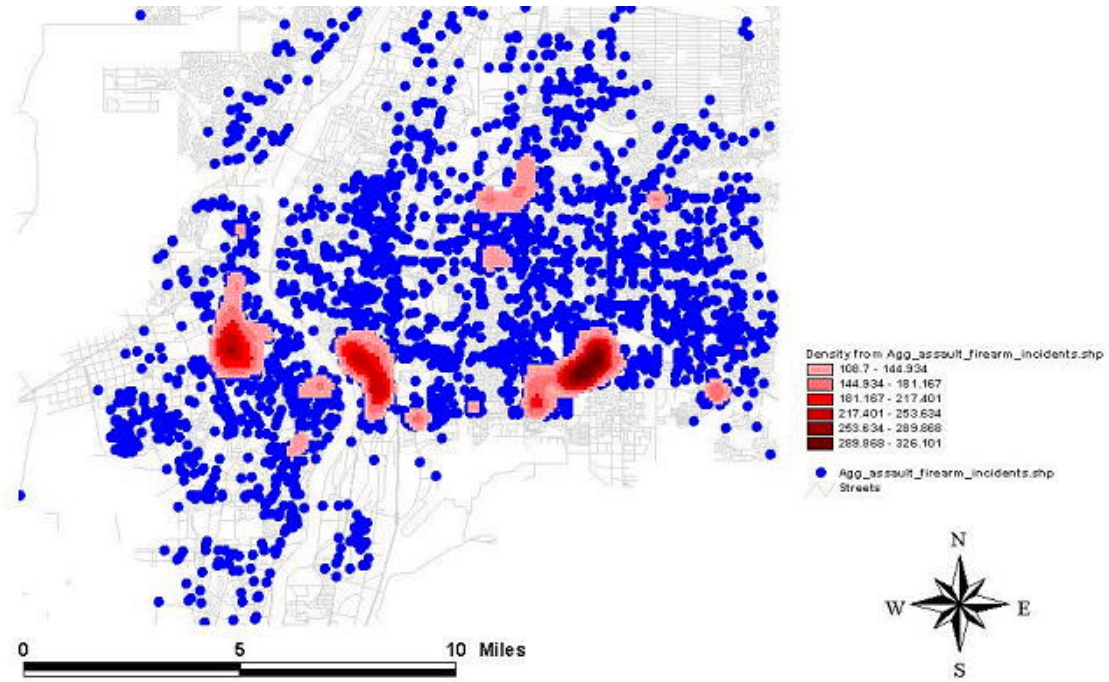 Density from Agg_assault_firearm_incidents.shp
108.7 - 144.934
144.934 - 181.167
181.167 - 217.401
217.401 - 253.634
253.634 - 289.868
289.868 - 326.101
Agg_assault_firearm_incidents.shp
Streets
N
W E
S
0 5 10 Miles